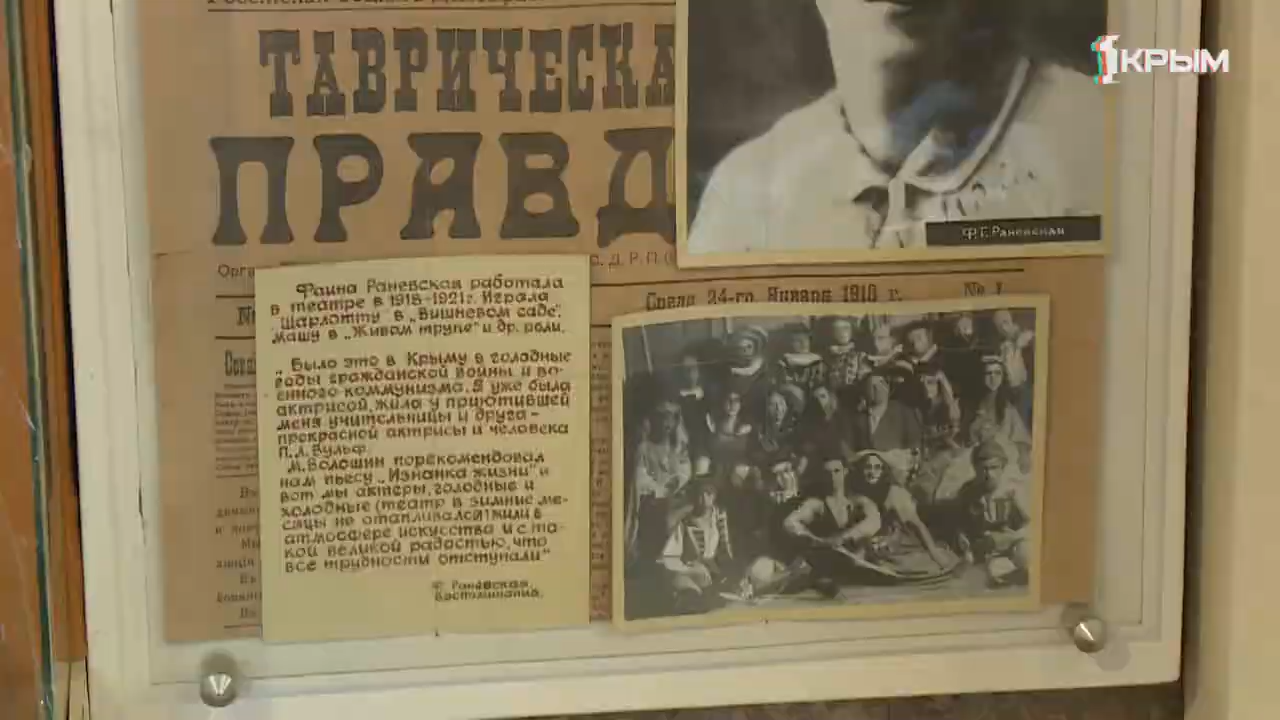 ТАВРИЧЕСКА
1КРЫМ
ПРАВД
Ф.Г. Раневская
Орга
с. Д. Р. П. (
Среда 24-го Января 1918 г. № 1
Фаина Раневская работала
в театре в 1918-1921г. Играла
Шарлотту в „Вишневом саде",
Машу в „Живом трупе" и др. роли.
„Было это в Крыму в голодные
годы гражданской войны и во-
енного коммунизма. Я уже была
актрисой, жила у приютившей
меня учительницы и друга -
прекрасной актрисы и человека
П.Л. Вульф.
М. Волошин порекомендовал
нам пьесу „Изнанка жизни" и
вот мы актеры, голодные и
холодные (театр в зимние ме-
сяцы не отапливался) жили в
атмосфере искусства и с та-
кой великой радостью, что
все трудности отступали"
Ф. Раневская.
Воспоминания.